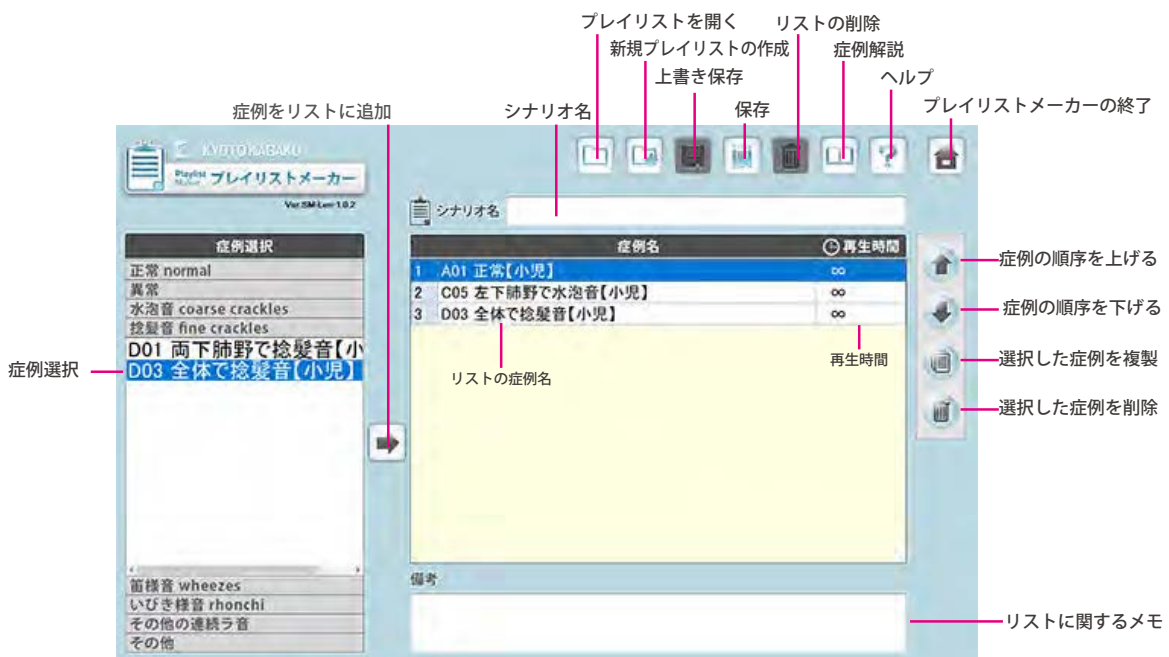 プレイリストを開く
リストの削除
新規プレイリストの作成
症例解説
上書き保存
ヘルプ
症例をリストに追加
シナリオ名
保存
プレイリストメーカーの終了
KYOTO KAGAKU
Playlist Maker プレイリストメーカー
シナリオ名
症例選択
正常 normal
異常
水泡音 coarse crackles
捻髪音 fine crackles
D01 両下肺野で捻髪音【小
D03 全体で捻髪音【小児】
笛様音 wheezes
いびき様音 rhonchi
その他の連続ラ音
その他
症例選択
症例名 再生時間
1 A01 正常【小児】 ∞
2 C05 左下肺野で水泡音【小児】 ∞
3 D03 全体で捻髪音【小児】 ∞
リストの症例名
再生時間
症例の順序を上げる
症例の順序を下げる
選択した症例を複製
選択した症例を削除
備考
リストに関するメモ